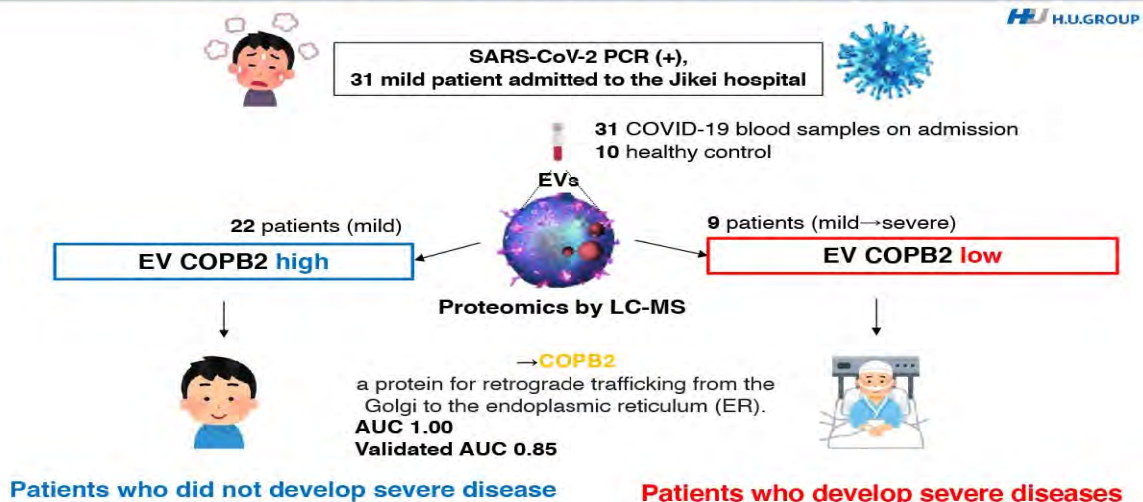 H.U.GROUP
SARS-CoV-2 PCR (+),
31 mild patient admitted to the Jikei hospital
31 COVID-19 blood samples on admission
10 healthy control
EVs
22 patients (mild)
EV COPB2 high
9 patients (mild→severe)
EV COPB2 low
Proteomics by LC-MS
→COPB2
a protein for retrograde trafficking from the
Golgi to the endoplasmic reticulum (ER).
AUC 1.00
Validated AUC 0.85
Patients who did not develop severe disease
Patients who develop severe diseases